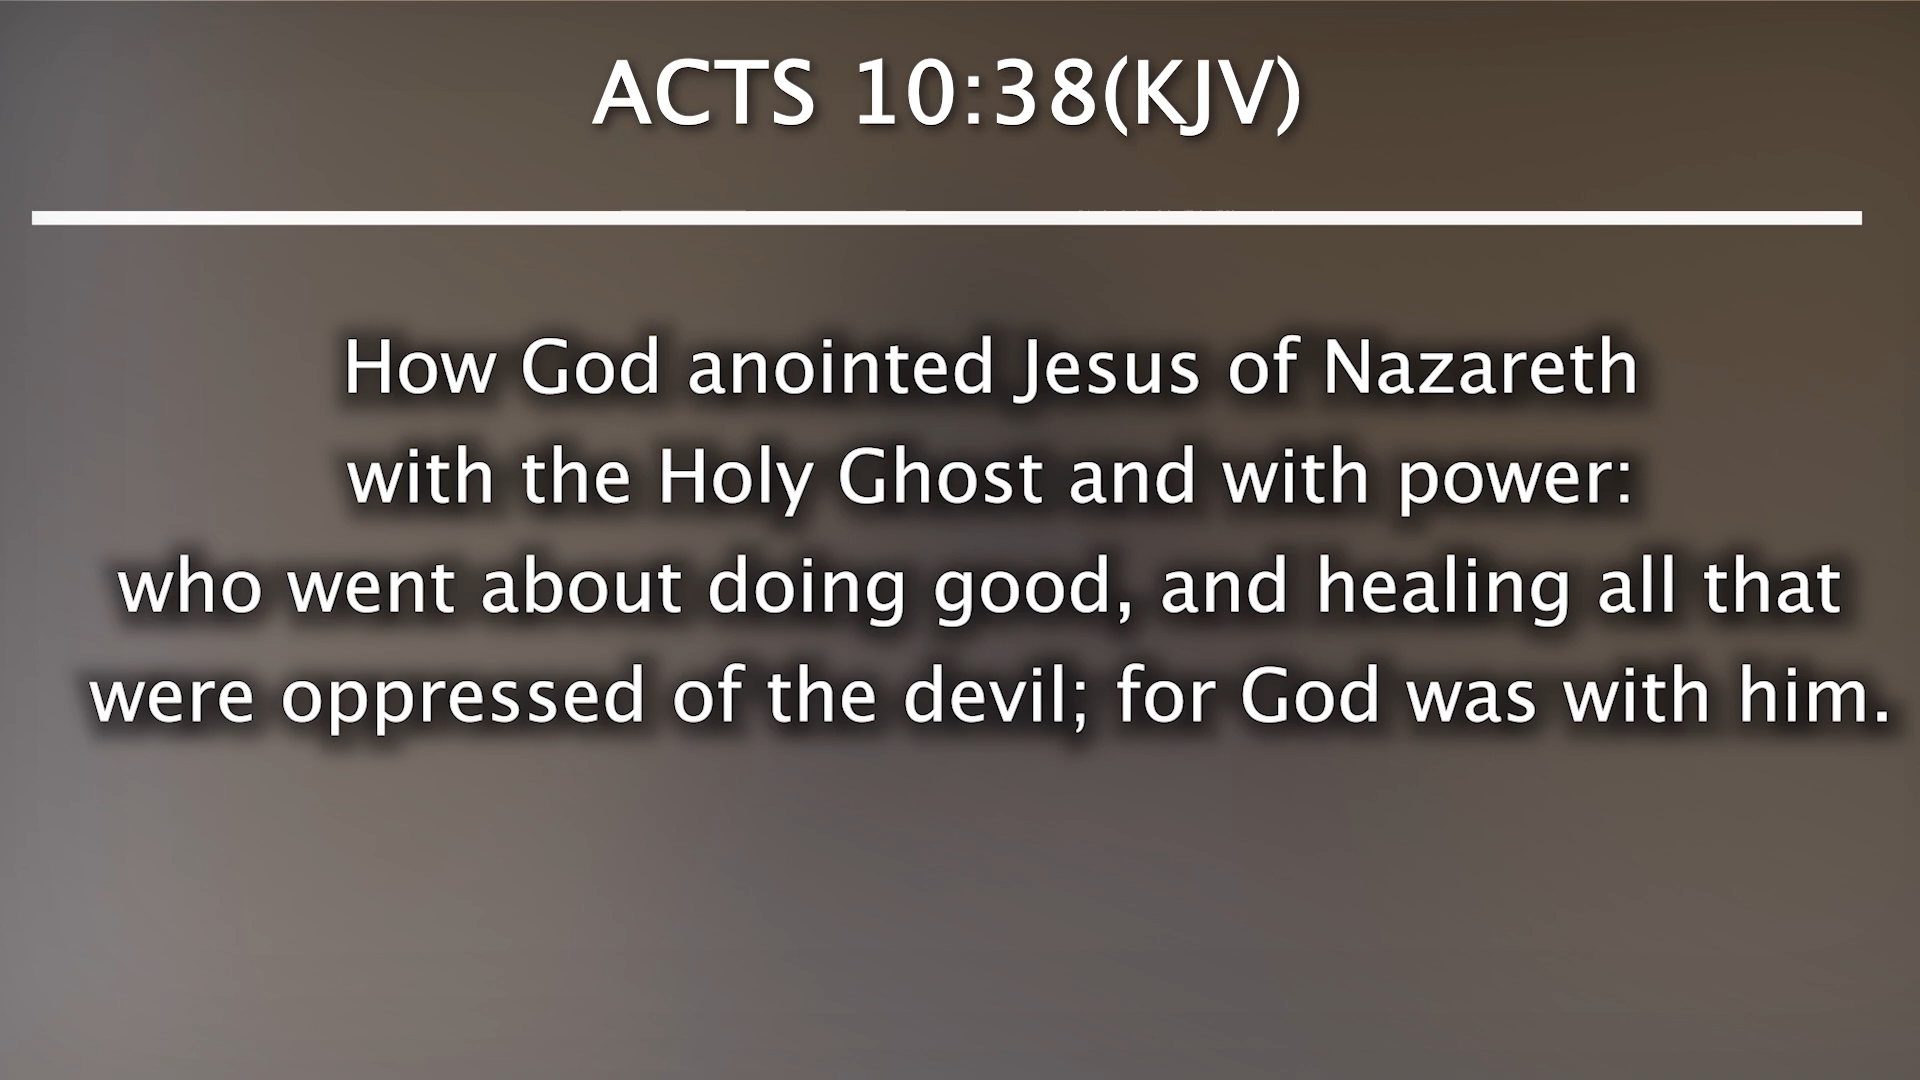 ACTS 10:38(KJV)
How God anointed Jesus of Nazareth
with the Holy Ghost and with power:
who went about doing good, and healing all that
were oppressed of the devil; for God was with him.